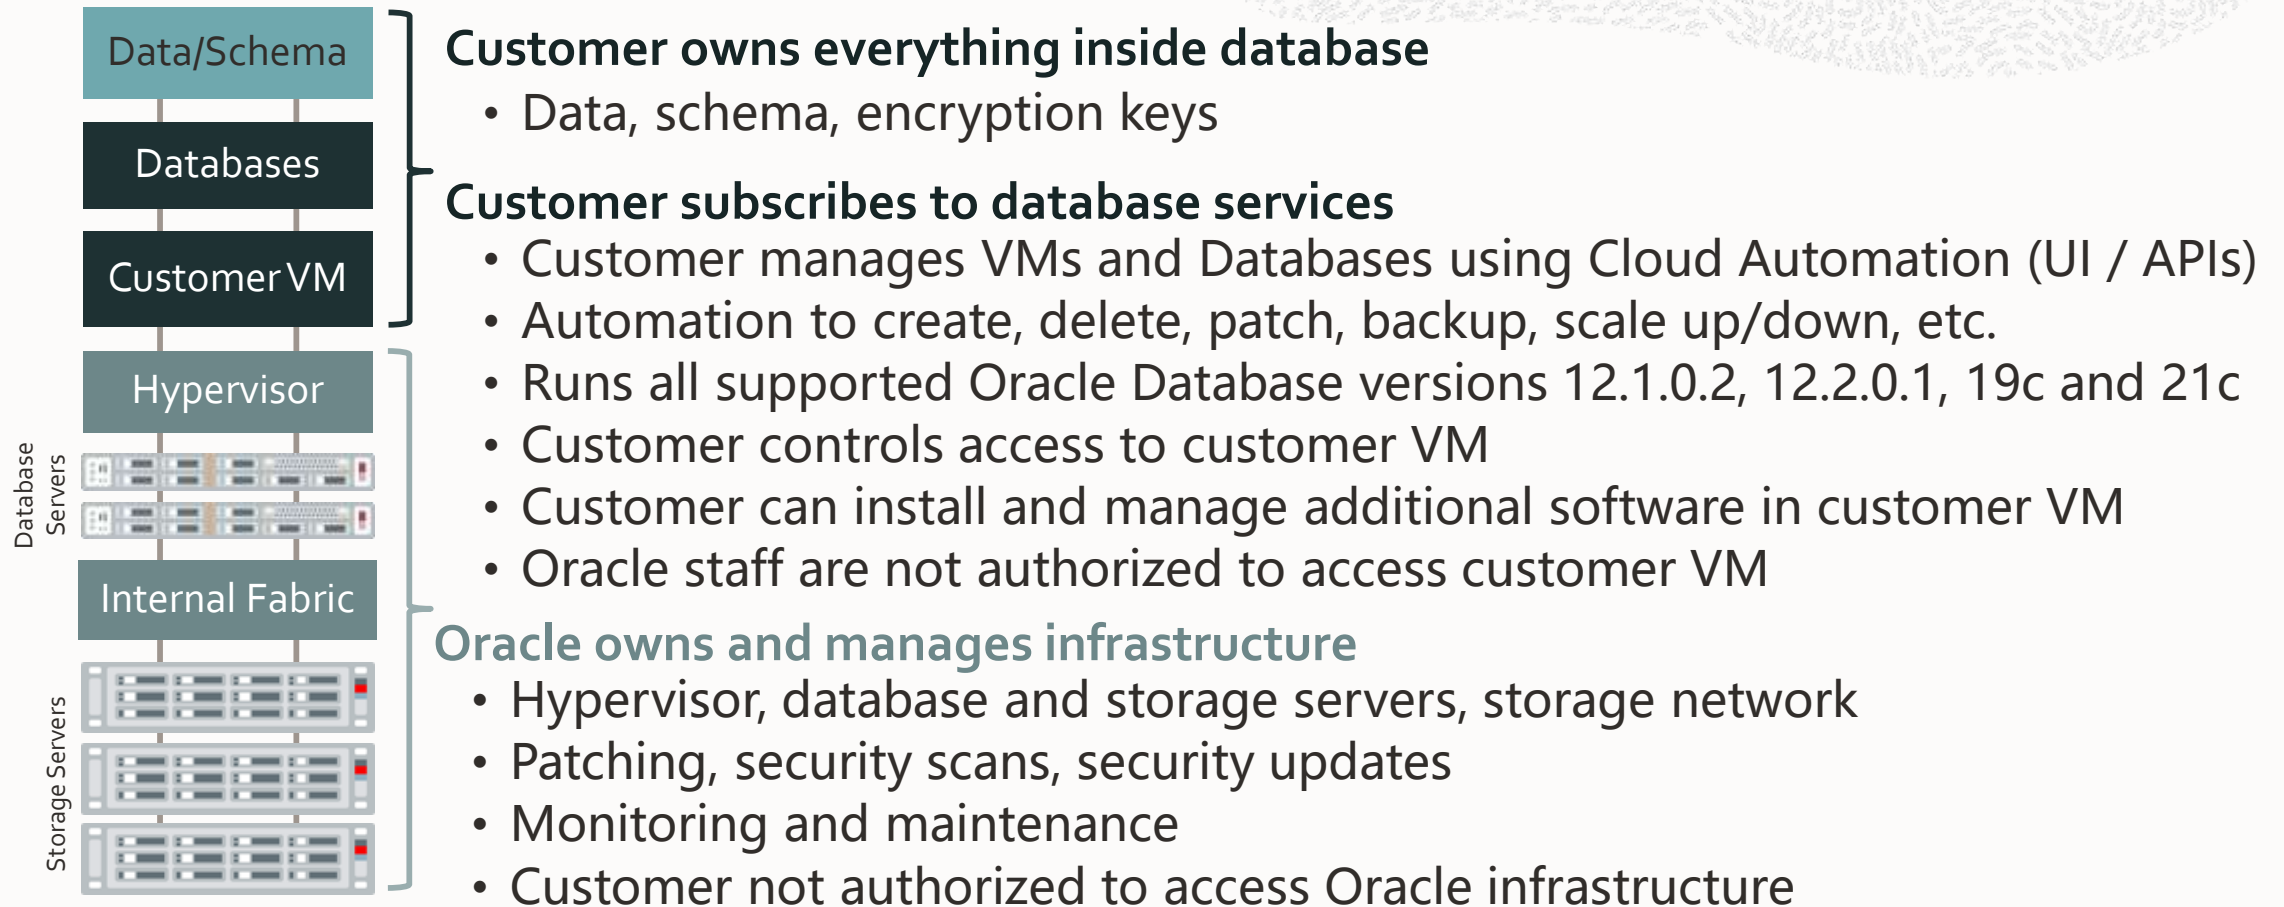 Data/Schema
Databases
Customer VM
Hypervisor
Database
Servers
Internal Fabric
Storage Servers
Customer owns everything inside database
• Data, schema, encryption keys
Customer subscribes to database services
• Customer manages VMs and Databases using Cloud Automation (UI / APIs)
• Automation to create, delete, patch, backup, scale up/down, etc.
• Runs all supported Oracle Database versions 12.1.0.2, 12.2.0.1, 19c and 21c
• Customer controls access to customer VM
• Customer can install and manage additional software in customer VM
• Oracle staff are not authorized to access customer VM
Oracle owns and manages infrastructure
• Hypervisor, database and storage servers, storage network
• Patching, security scans, security updates
• Monitoring and maintenance
• Customer not authorized to access Oracle infrastructure